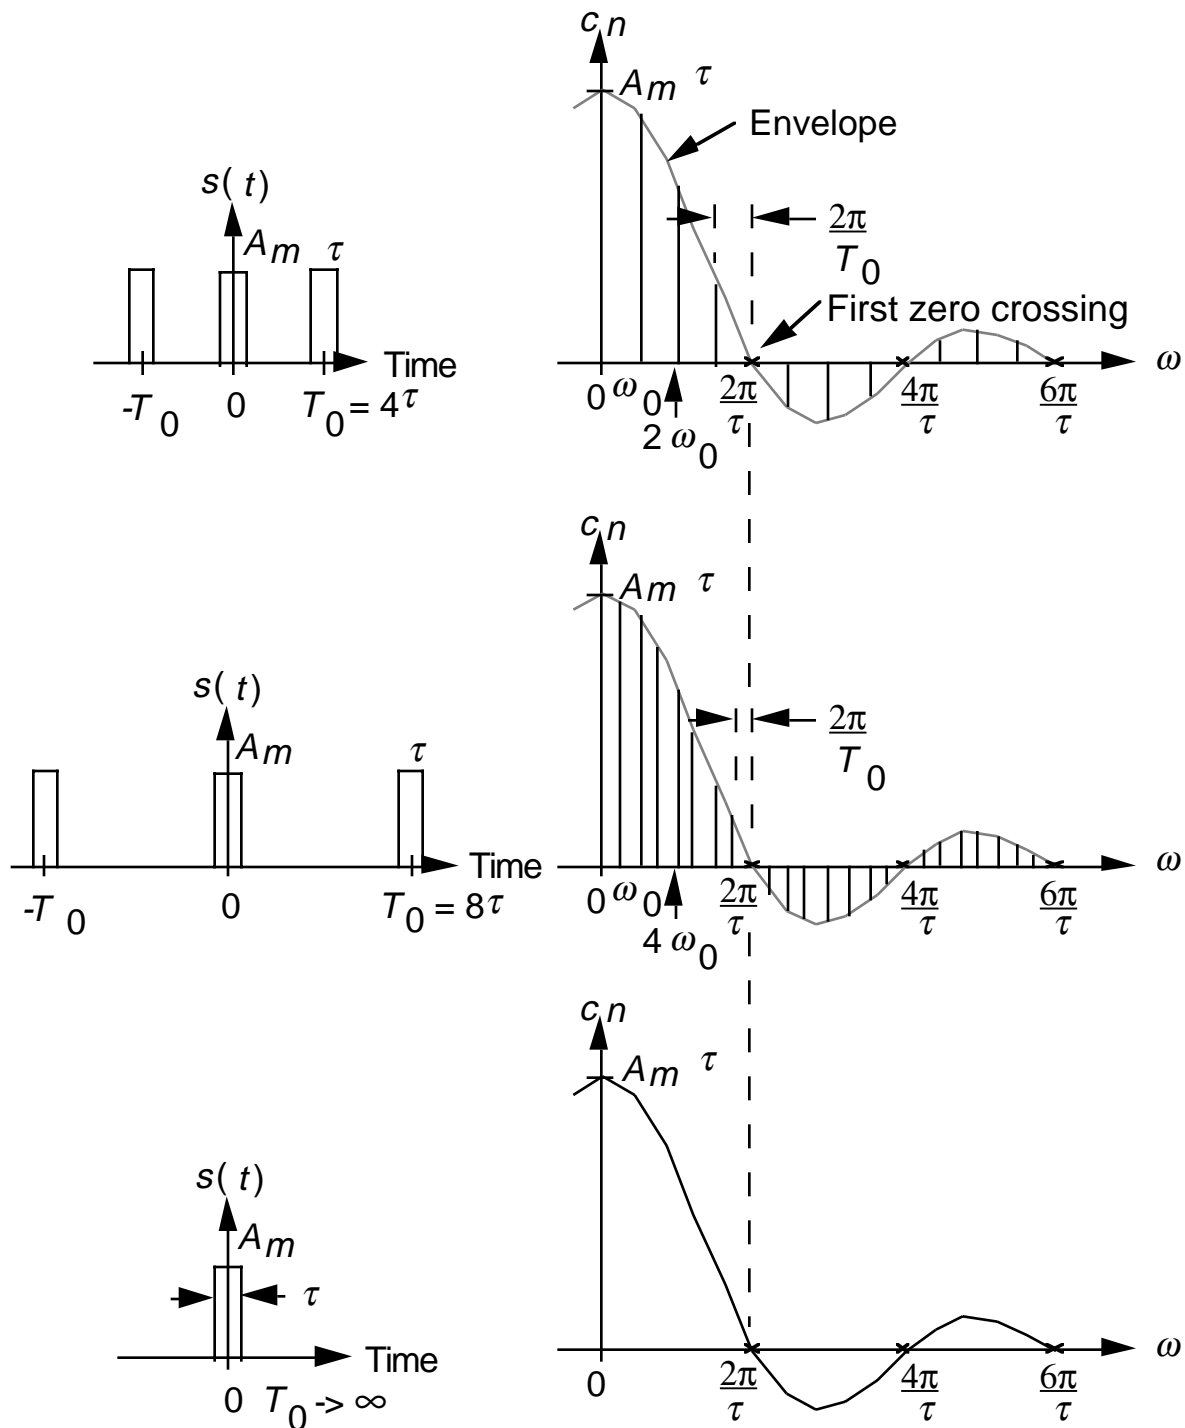 c n
A m τ
Envelope
s( t)
A m τ
2π
T 0
First zero crossing
Time
ω
-T 0 0 T 0 = 4τ
0 ω 0 2π/τ 4π/τ 6π/τ
2 ω 0
c n
A m τ
s( t)
A m τ
2π
T 0
Time
ω
-T 0 0 T 0 = 8τ
0 ω 0 2π/τ 4π/τ 6π/τ
4 ω 0
c n
A m τ
s( t)
A m
τ
Time
ω
0 T 0 -> ∞
0 2π/τ 4π/τ 6π/τ